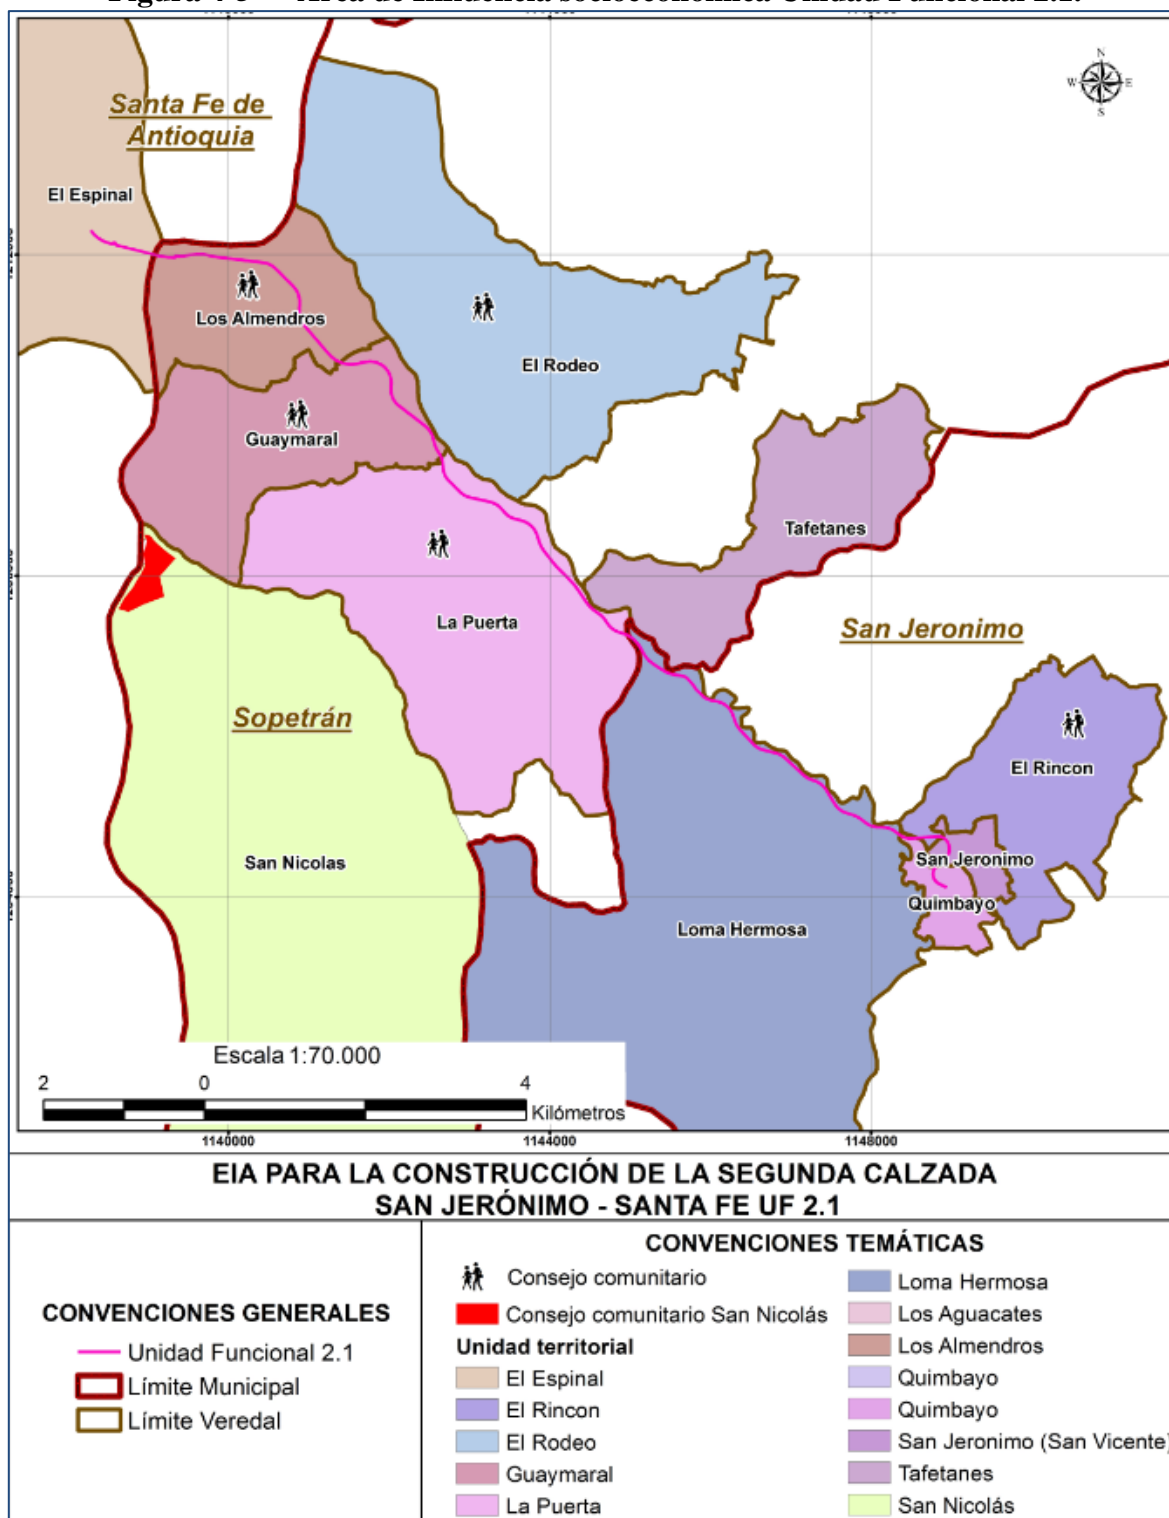 N
W E
S
Santa Fe de
Antioquia
El Espinal
Los Almendros
El Rodeo
Guaymaral
Tafetanes
La Puerta
San Jeronimo
Sopetrán
El Rincon
San Nicolas
San Jeronimo
Quimbayo
Loma Hermosa
Escala 1:70.000
2 0 4
Kilómetros
1140000 1144000 1148000
EIA PARA LA CONSTRUCCIÓN DE LA SEGUNDA CALZADA
SAN JERÓNIMO - SANTA FE UF 2.1
CONVENCIONES GENERALES
Unidad Funcional 2.1
Límite Municipal
Límite Veredal
CONVENCIONES TEMÁTICAS
Consejo comunitario
Consejo comunitario San Nicolás
Unidad territorial
El Espinal
El Rincon
El Rodeo
Guaymaral
La Puerta
Loma Hermosa
Los Aguacates
Los Almendros
Quimbayo
Quimbayo
San Jeronimo (San Vicente)
Tafetanes
San Nicolás